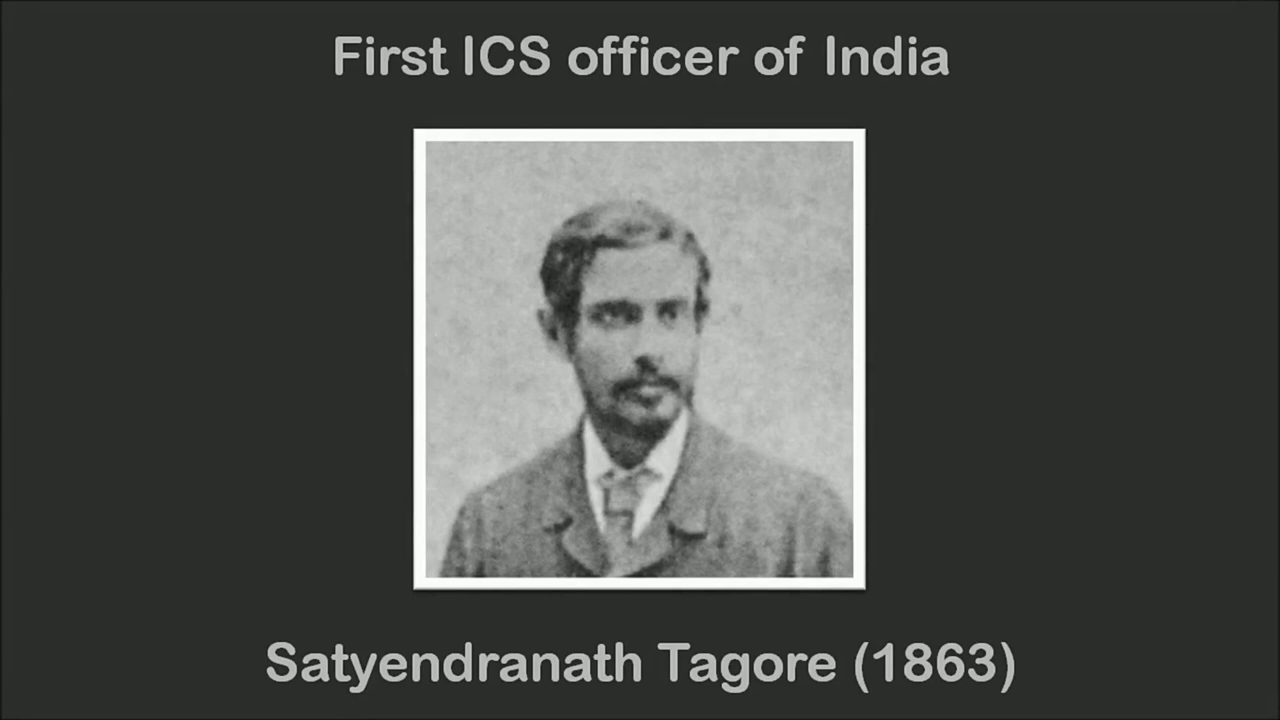 First ICS officer of India
Satyendranath Tagore (1863)